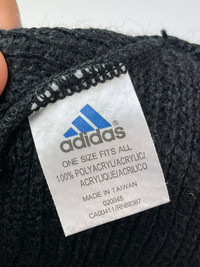 adidas
ONE SIZE FITS ALL
100% POLYACRYL/ACRYLIC/
ACRYLIQUE/ACRILICO
MADE IN TAIWAN
020045
CA00411/RN88387